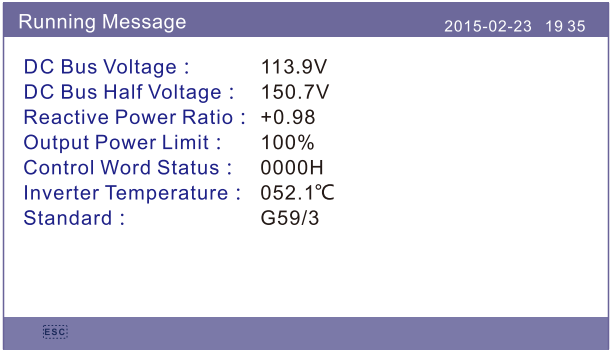 Running Message
2015-02-23 19 35
DC Bus Voltage : 113.9V
DC Bus Half Voltage : 150.7V
Reactive Power Ratio : +0.98
Output Power Limit : 100%
Control Word Status : 0000H
Inverter Temperature : 052.1℃
Standard : G59/3
ESC